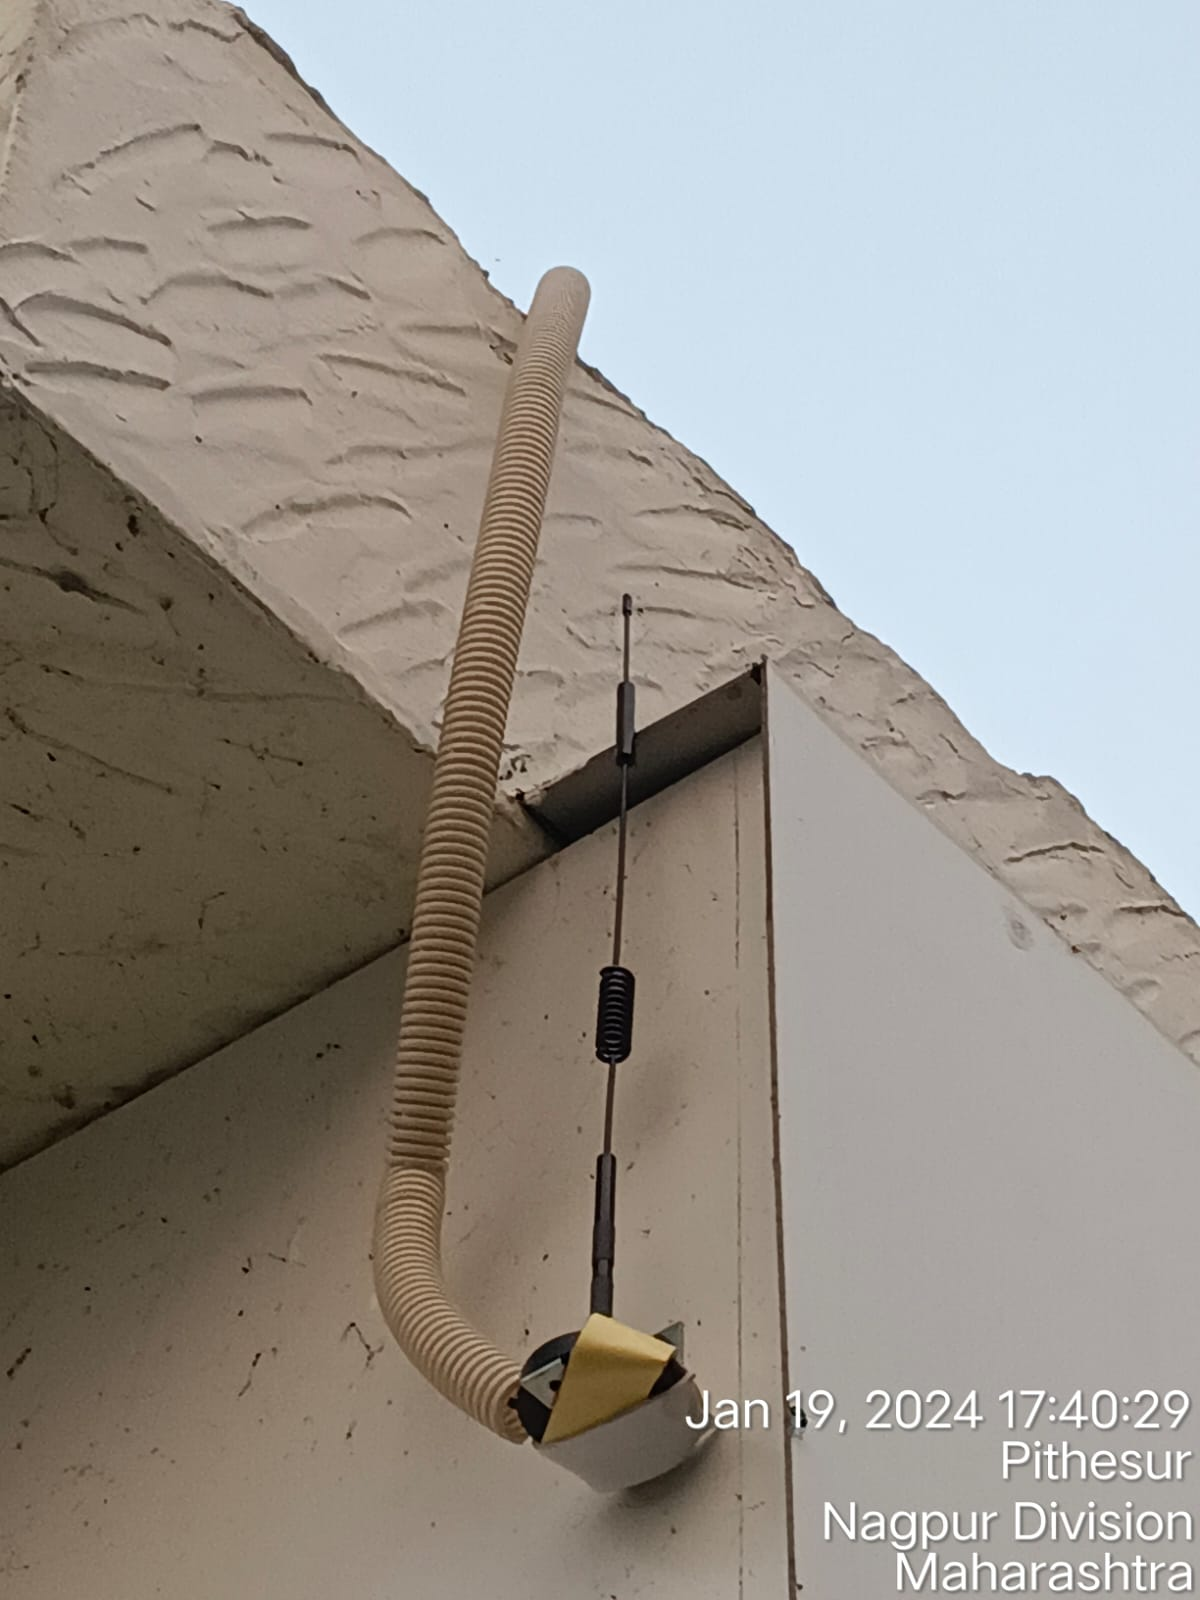 Jan 19, 2024 17:40:29
Pithesur
Nagpur Division
Maharashtra